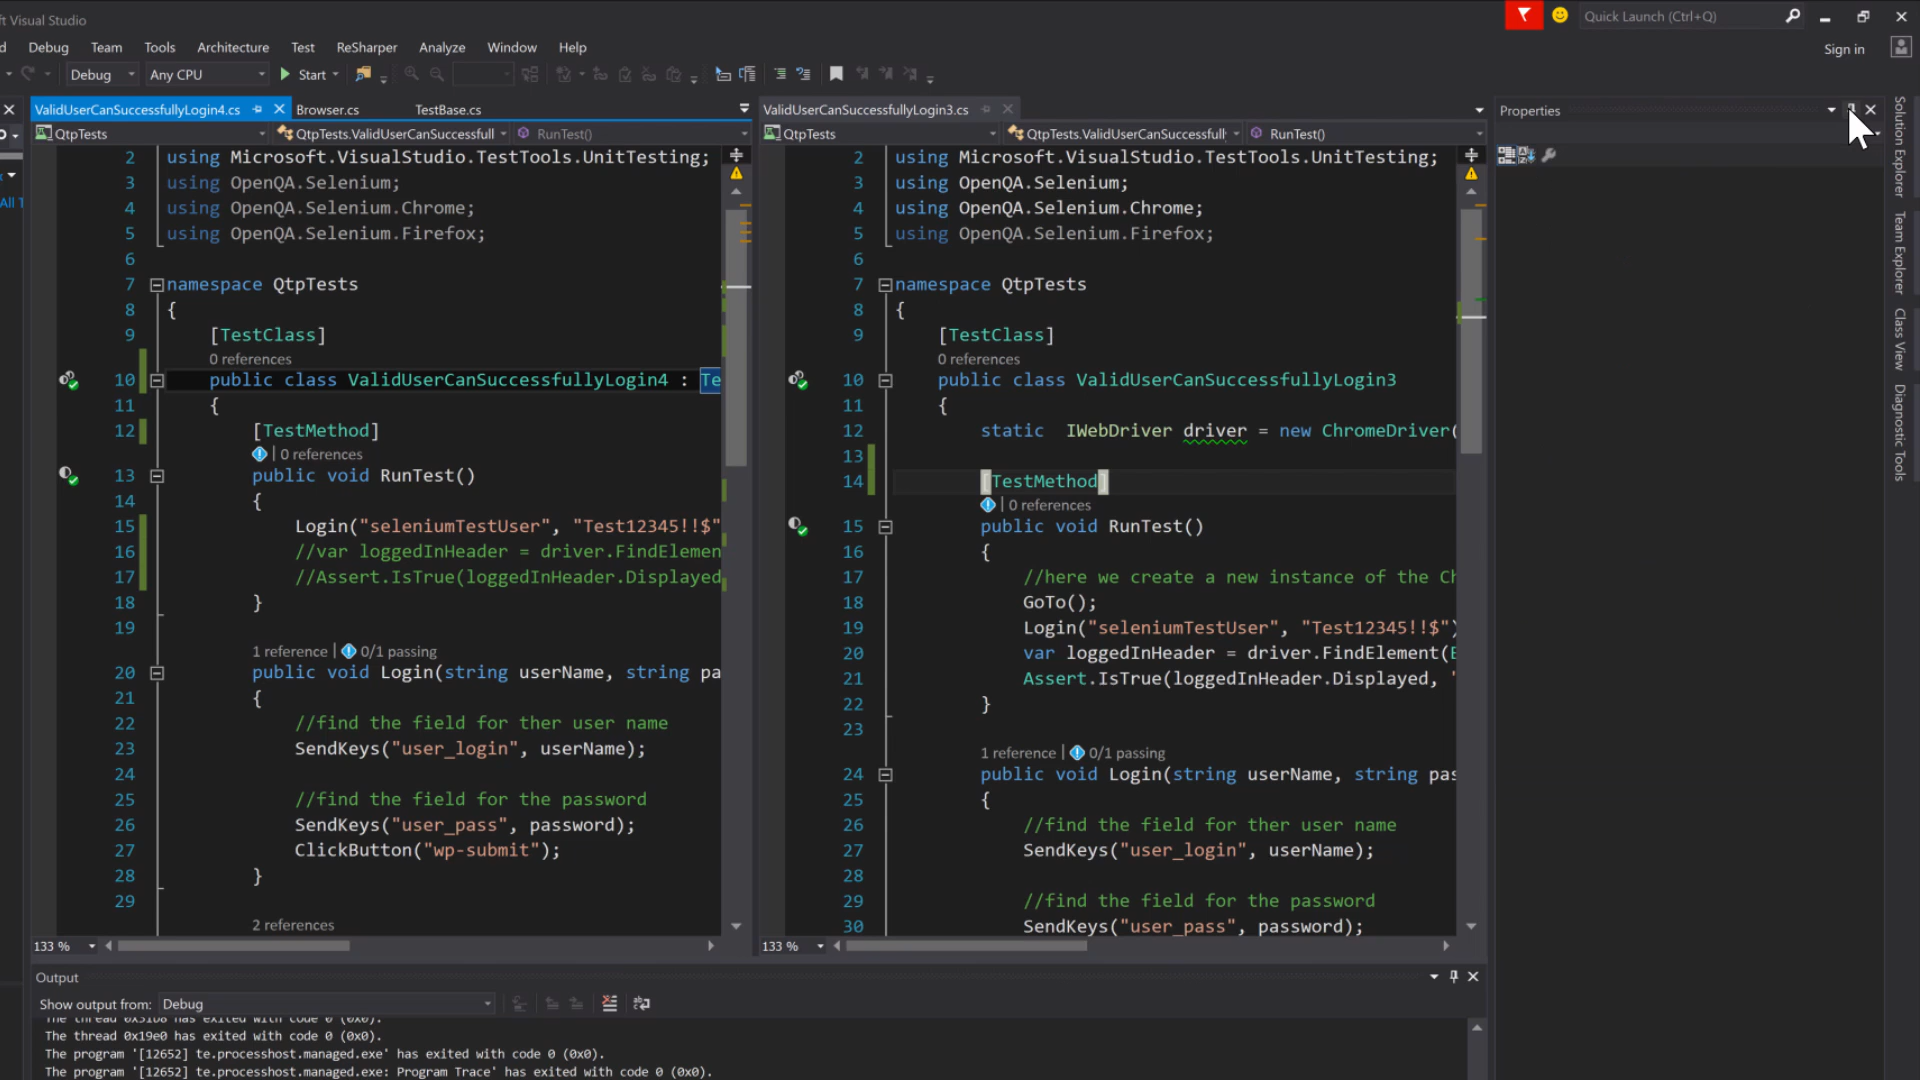 ft Visual Studio
Quick Launch (Ctrl+Q)
d Debug Team Tools Architecture Test ReSharper Analyze Window Help
Sign in
Debug Any CPU Start
ValidUserCanSuccessfullyLogin4.cs Browser.cs TestBase.cs
QtpTests QtpTests.ValidUserCanSuccessfull RunTest()
All
2 using Microsoft.VisualStudio.TestTools.UnitTesting;
3 using OpenQA.Selenium;
4 using OpenQA.Selenium.Chrome;
5 using OpenQA.Selenium.Firefox;
6
7 namespace QtpTests
8 {
9 [TestClass]
0 references
10 public class ValidUserCanSuccessfullyLogin4 : Te
11 {
12 [TestMethod]
0 references
13 public void RunTest()
14 {
15 Login("seleniumTestUser", "Test12345!!$"
16 //var loggedInHeader = driver.FindElemen
17 //Assert.IsTrue(loggedInHeader.Displayed
18 }
19
1 reference | 0/1 passing
20 public void Login(string userName, string pa
21 {
22 //find the field for ther user name
23 SendKeys("user_login", userName);
24
25 //find the field for the password
26 SendKeys("user_pass", password);
27 ClickButton("wp-submit");
28 }
29
2 references
133 %
ValidUserCanSuccessfullyLogin3.cs
QtpTests QtpTests.ValidUserCanSuccessfull RunTest()
2 using Microsoft.VisualStudio.TestTools.UnitTesting;
3 using OpenQA.Selenium;
4 using OpenQA.Selenium.Chrome;
5 using OpenQA.Selenium.Firefox;
6
7 namespace QtpTests
8 {
9 [TestClass]
0 references
10 public class ValidUserCanSuccessfullyLogin3
11 {
12 static IWebDriver driver = new ChromeDriver(
13
14 [TestMethod]
0 references
15 public void RunTest()
16 {
17 //here we create a new instance of the Ch
18 GoTo();
19 Login("seleniumTestUser", "Test12345!!$")
20 var loggedInHeader = driver.FindElement(B
21 Assert.IsTrue(loggedInHeader.Displayed, "
22 }
23
1 reference | 0/1 passing
24 public void Login(string userName, string pas
25 {
26 //find the field for ther user name
27 SendKeys("user_login", userName);
28
29 //find the field for the password
30 SendKeys("user_pass", password);
133 %
Properties
Solution Explorer
Team Explorer
Class View
Diagnostic Tools
Output
Show output from: Debug
The thread 0x31b8 has exited with code 0 (0x0).
The thread 0x19e0 has exited with code 0 (0x0).
The program '[12652] te.processhost.managed.exe' has exited with code 0 (0x0).
The program '[12652] te.processhost.managed.exe: Program Trace' has exited with code 0 (0x0).